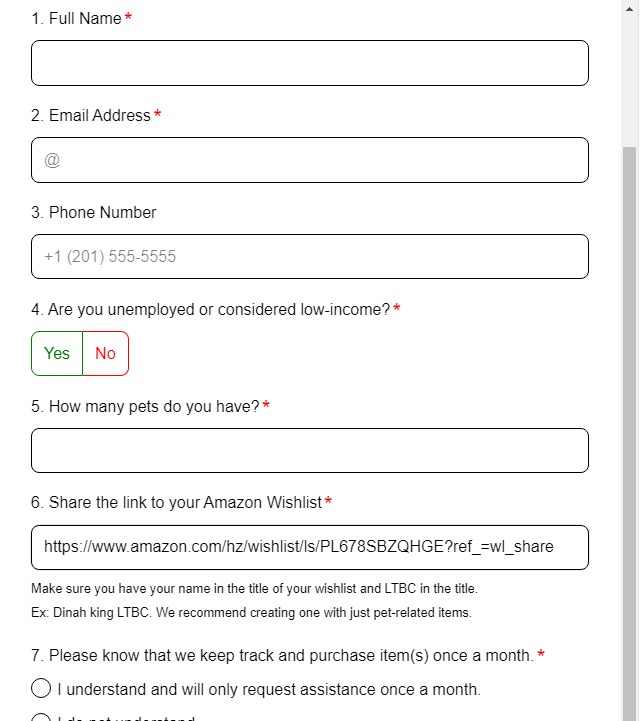 1. Full Name*
2. Email Address*
@
3. Phone Number
+1 (201) 555-5555
4. Are you unemployed or considered low-income?*
Yes No
5. How many pets do you have?*
6. Share the link to your Amazon Wishlist*
https://www.amazon.com/hz/wishlist/ls/PL678SBZQHGE?ref_=wl_share
Make sure you have your name in the title of your wishlist and LTBC in the title.
Ex: Dinah king LTBC. We recommend creating one with just pet-related items.
7. Please know that we keep track and purchase item(s) once a month.*
I understand and will only request assistance once a month.
I do not understand